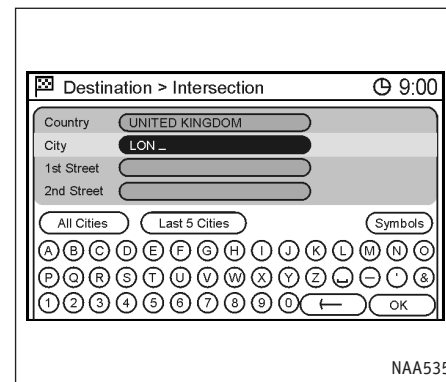 Destination > Intersection 9:00
Country UNITED KINGDOM
City LON_
1st Street
2nd Street
All Cities Last 5 Cities Symbols
A B C D E F G H I J K L M N O
P Q R S T U V W X Y Z ␣ - ' &
1 2 3 4 5 6 7 8 9 0 ← OK
NAA535